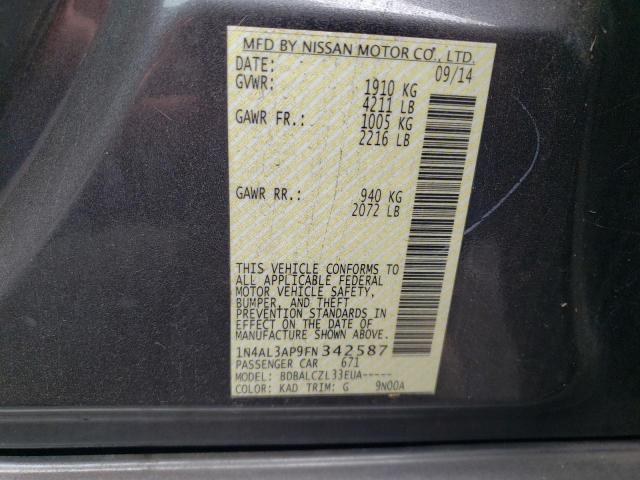 MFD BY NISSAN MOTOR CO., LTD.
DATE: 09/14
GVWR: 1910 KG
4211 LB
GAWR FR.: 1005 KG
2216 LB
GAWR RR.: 940 KG
2072 LB
THIS VEHICLE CONFORMS TO
ALL APPLICABLE FEDERAL
MOTOR VEHICLE SAFETY,
BUMPER, AND THEFT
PREVENTION STANDARDS IN
EFFECT ON THE DATE OF
MANUFACTURE SHOWN ABOVE.
1N4AL3AP9FN342587
PASSENGER CAR 671
MODEL: BDBALCZL33EUA-----
COLOR: KAD TRIM: G 9N00A